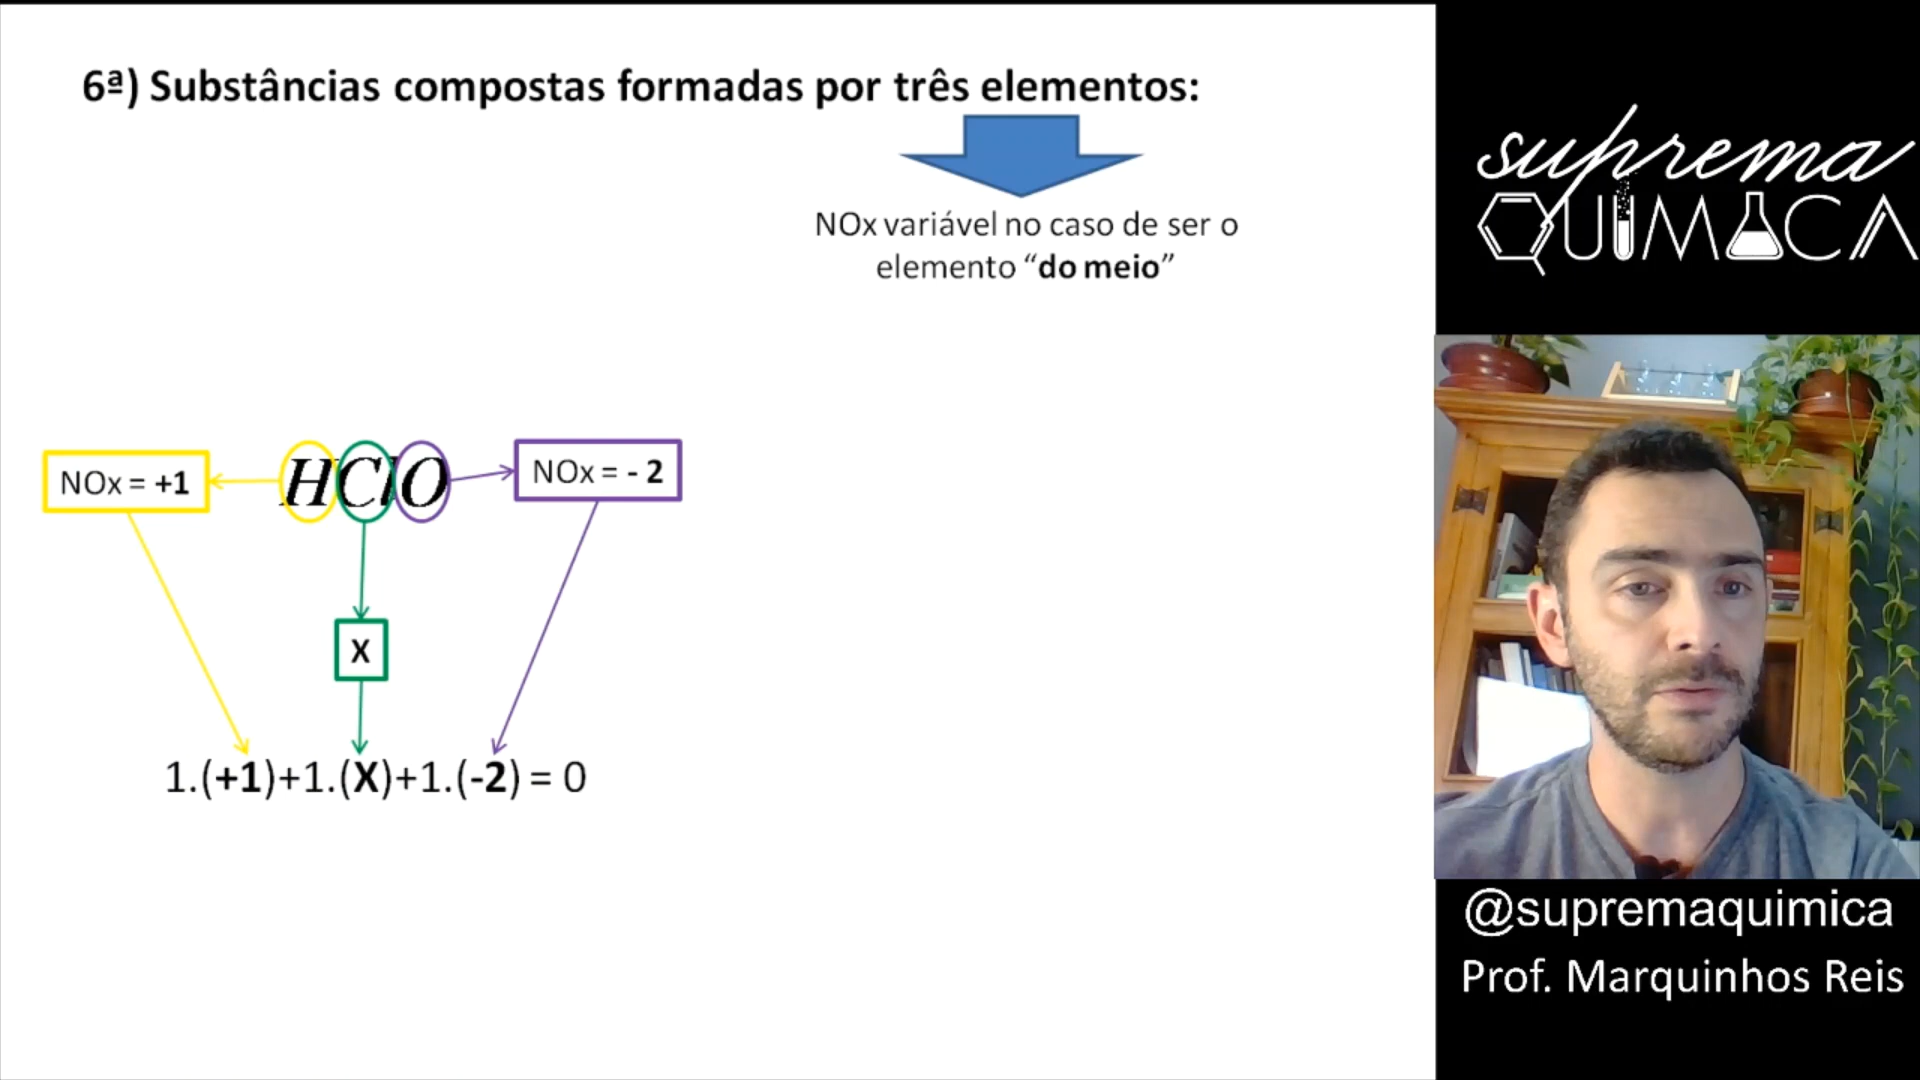 6ª) Substâncias compostas formadas por três elementos:
NOx variável no caso de ser o
elemento “do meio”
NOx = +1
HClO
NOx = - 2
X
1.(+1)+1.(X)+1.(-2) = 0
suprema
QUIMICA
@supremaquimica
Prof. Marquinhos Reis